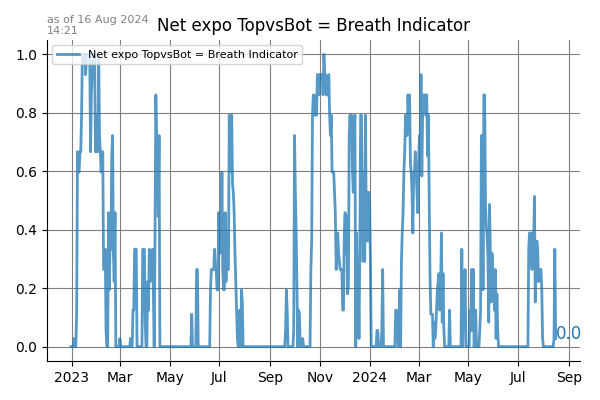 as of 16 Aug 2024
14:21
Net expo TopvsBot = Breath Indicator
Net expo TopvsBot = Breath Indicator
1.0
0.8
0.6
0.4
0.2
0.0
0.0
2023 Mar May Jul Sep Nov 2024 Mar May Jul Sep